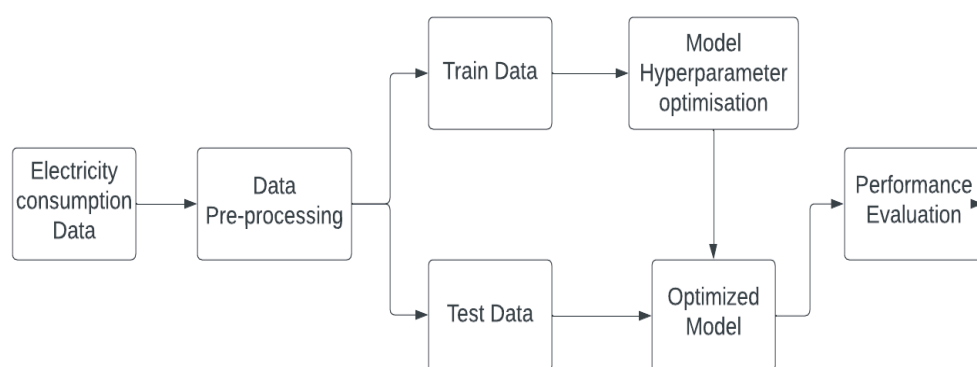 Electricity
consumption
Data
Data
Pre-processing
Train Data
Model
Hyperparameter
optimisation
Test Data
Optimized
Model
Performance
Evaluation